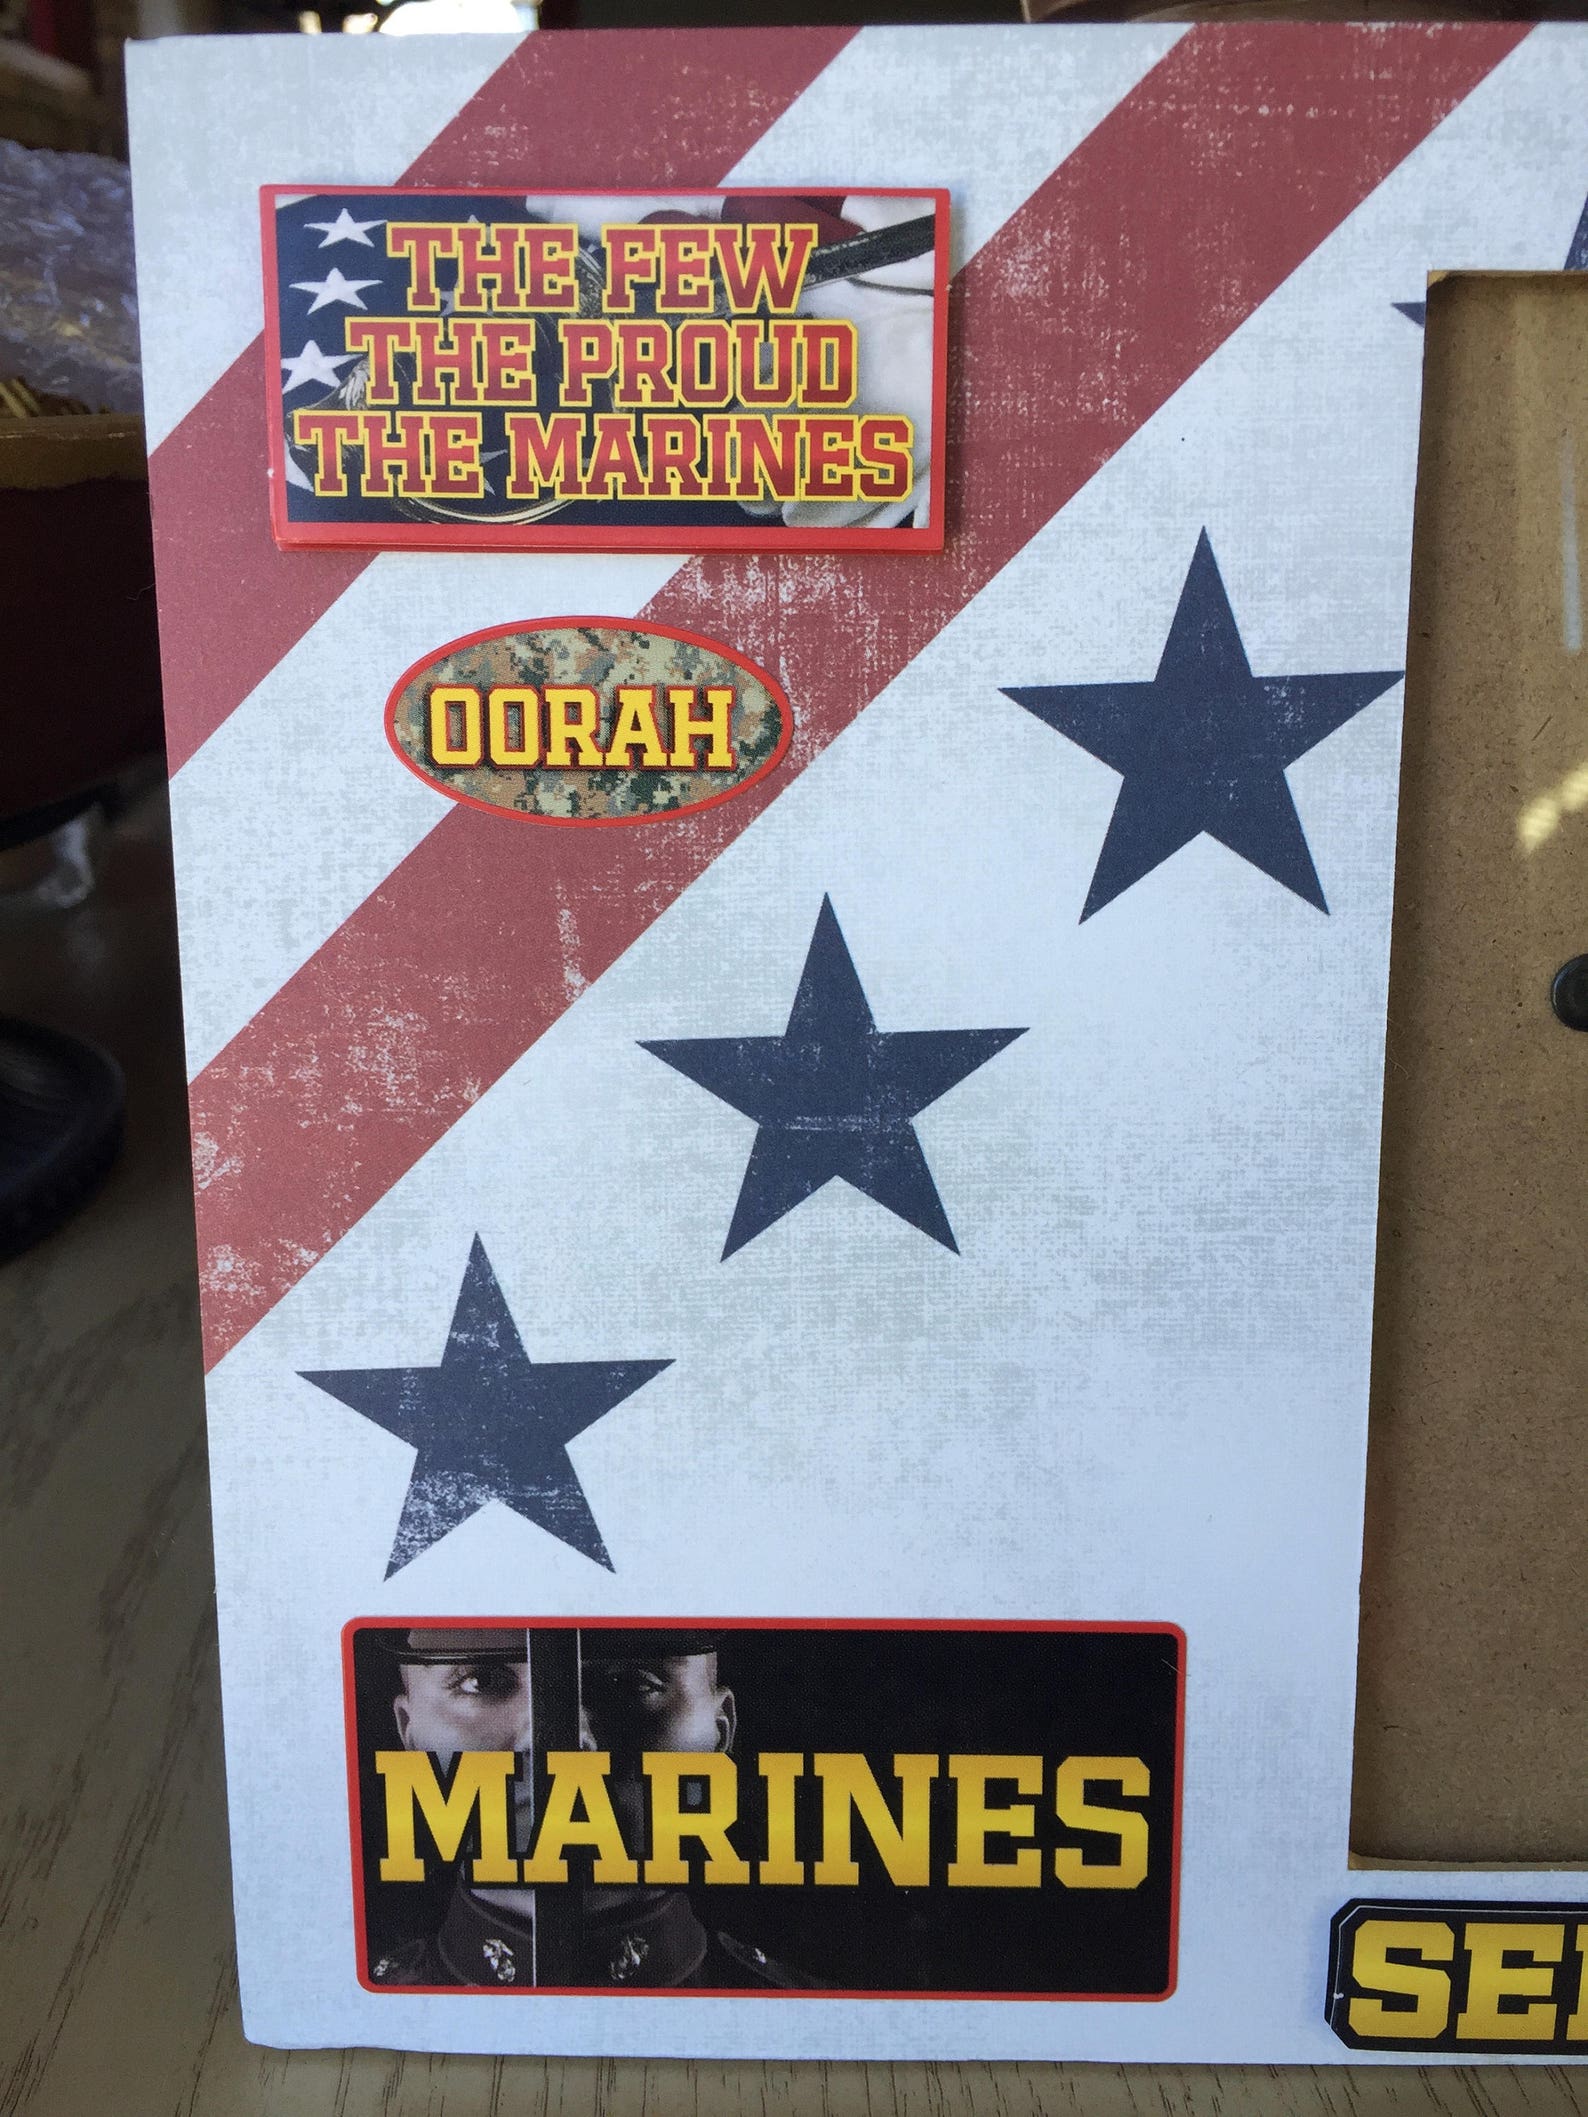 THE FEW
THE PROUD
THE MARINES
OORAH
MARINES